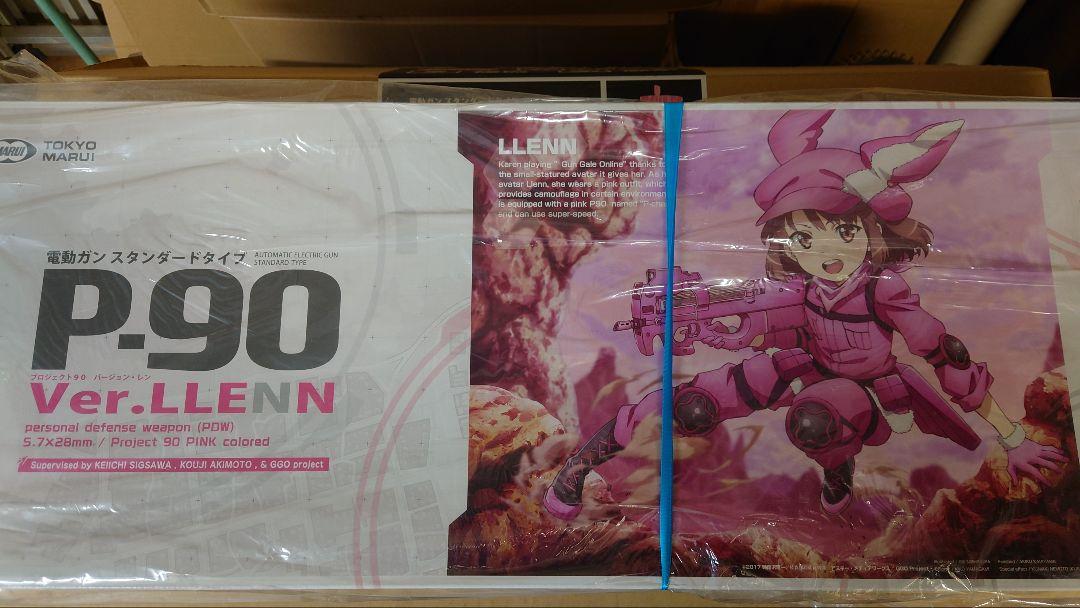 MARUI
TOKYO
MARUI
電動ガン スタンダードタイプ
AUTOMATIC ELECTRIC GUN
STANDARD TYPE
P-90
プロジェクト90 バージョン・レン
Ver.LLENN
personal defense weapon (PDW)
5.7×28mm / Project 90 PINK colored
Supervised by KEIICHI SIGSAWA , KOUJI AKIMOTO , & GGO project
LLENN
Karen playing " Gun Gale Online" thanks to
the small-statured avatar it gives her. As h
avatar Llenn, she wears a pink outfit, which
provides camouflage in certain environmen
is equipped with a pink P90 named "P-cha
and can use super-speed.